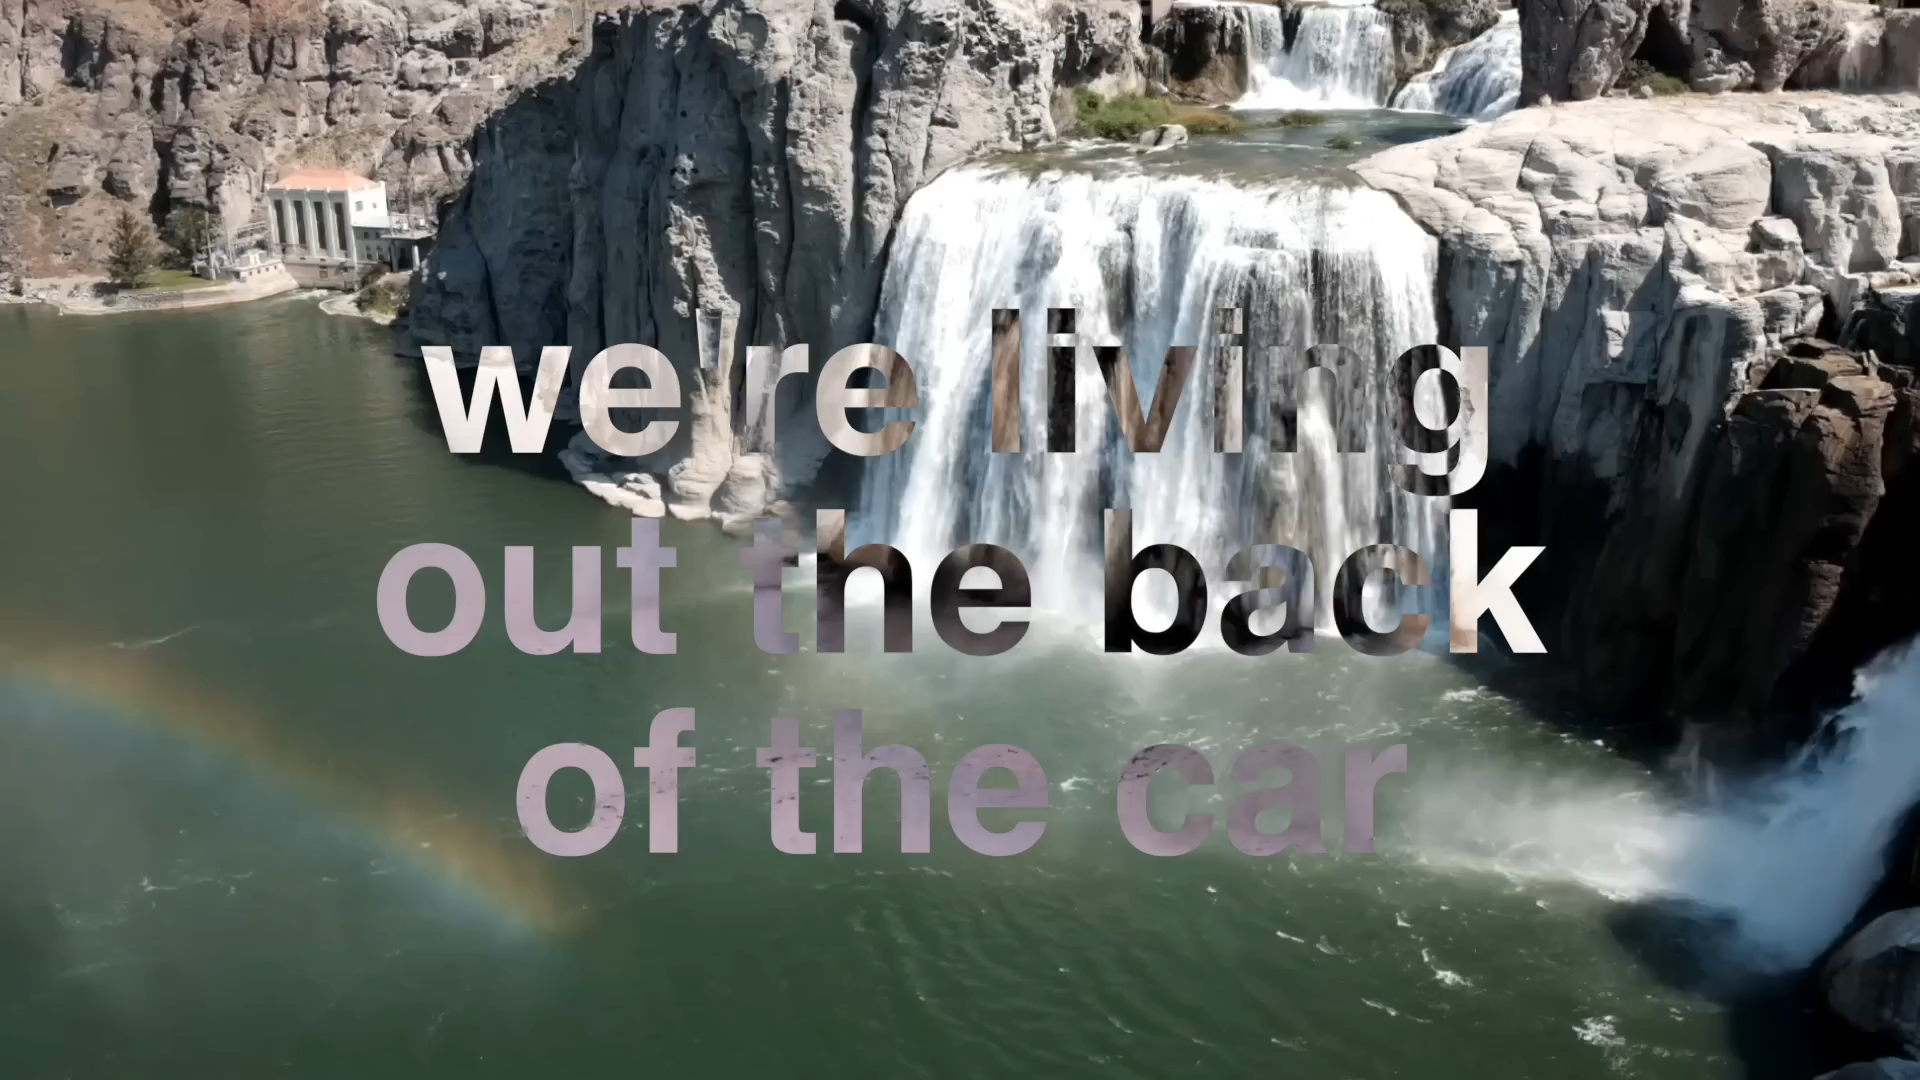 we're living
out the back
of the car